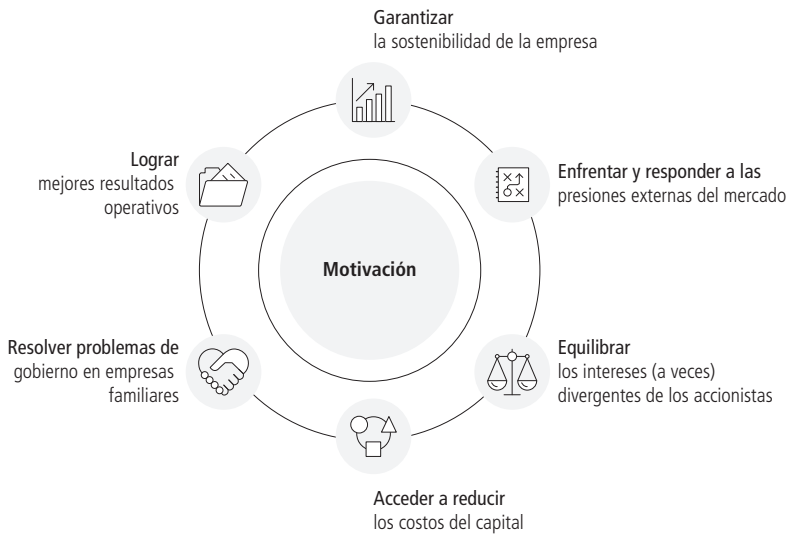 Garantizar
la sostenibilidad de la empresa
Enfrentar y responder a las
presiones externas del mercado
Equilibrar
los intereses (a veces)
divergentes de los accionistas
Acceder a reducir
los costos del capital
Resolver problemas de
gobierno en empresas
familiares
Lograr
mejores resultados
operativos
Motivación